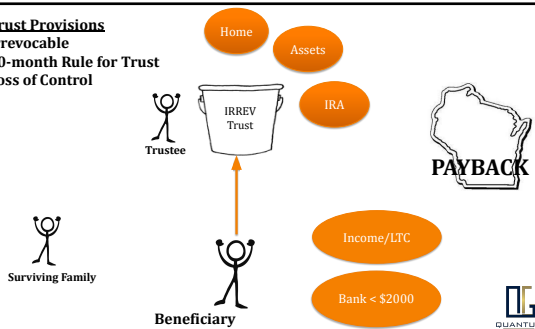 rust Provisions
revocable
0-month Rule for Trust
oss of Control
Home
Assets
IRA
IRREV
Trust
Trustee
PAYBACK
Income/LTC
Surviving Family
Bank < $2000
Beneficiary
QUANTU